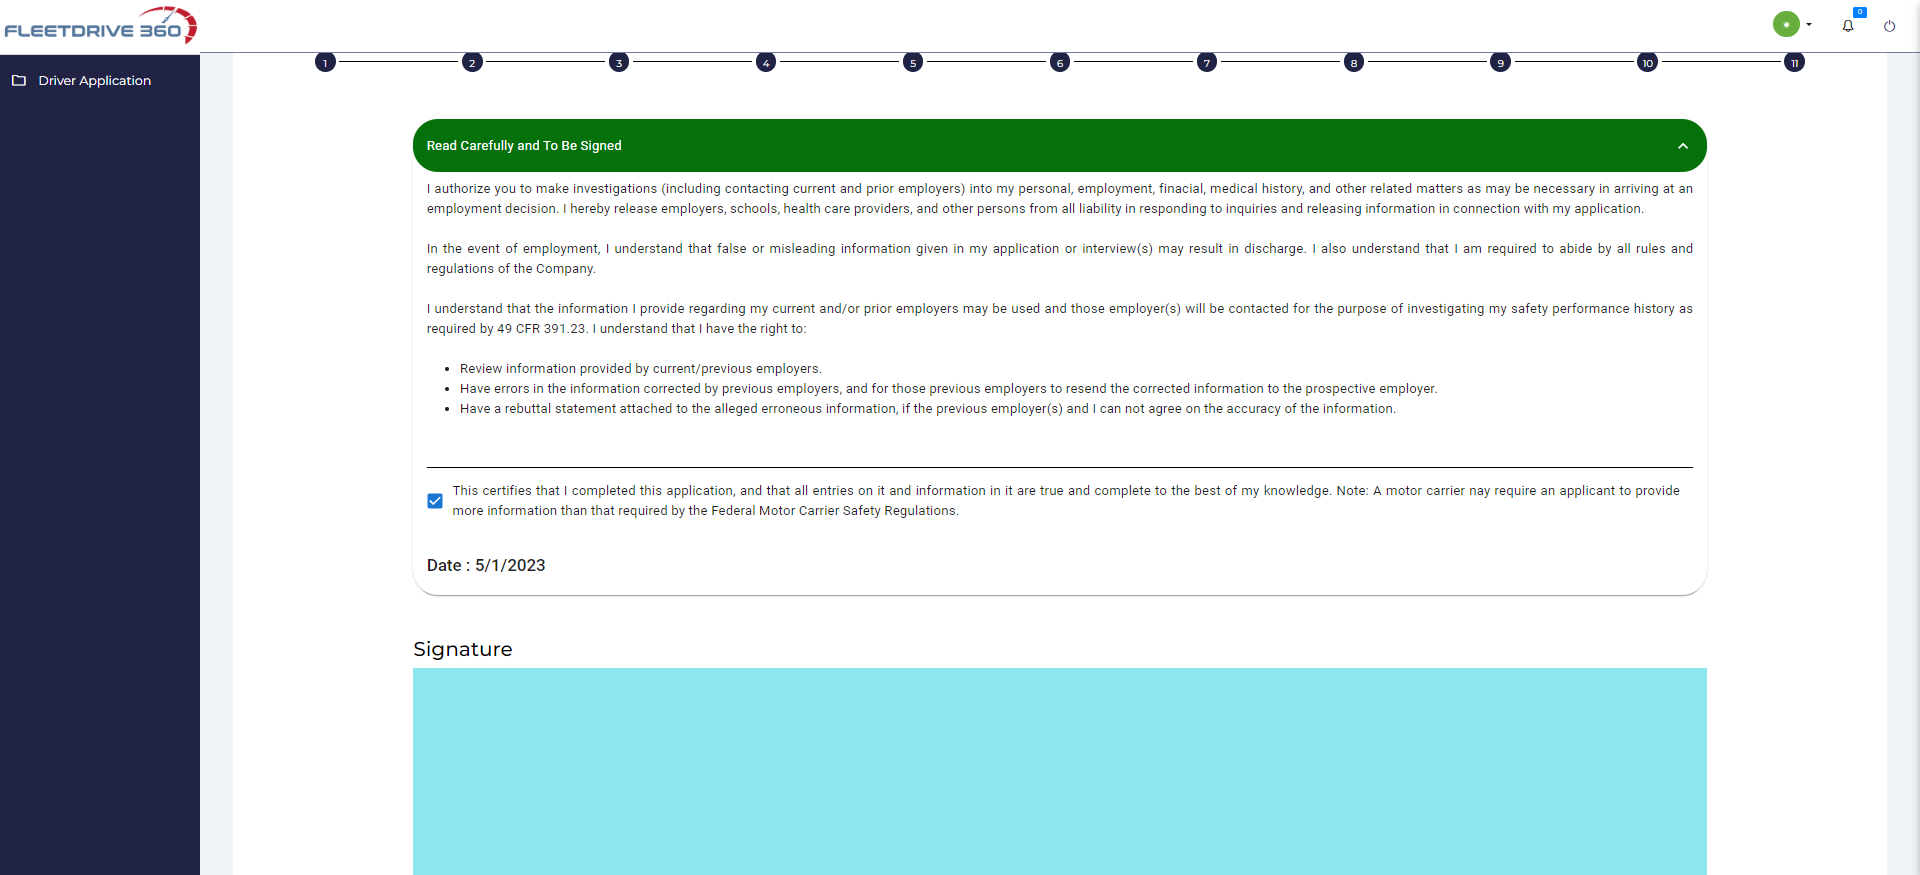 FLEETDRIVE 360
0
Driver Application
1 2 3 4 5 6 7 8 9 10 11
Read Carefully and To Be Signed
I authorize you to make investigations (including contacting current and prior employers) into my personal, employment, finacial, medical history, and other related matters as may be necessary in arriving at an
employment decision. I hereby release employers, schools, health care providers, and other persons from all liability in responding to inquiries and releasing information in connection with my application.
In the event of employment, I understand that false or misleading information given in my application or interview(s) may result in discharge. I also understand that I am required to abide by all rules and
regulations of the Company.
I understand that the information I provide regarding my current and/or prior employers may be used and those employer(s) will be contacted for the purpose of investigating my safety performance history as
required by 49 CFR 391.23. I understand that I have the right to:
• Review information provided by current/previous employers.
• Have errors in the information corrected by previous employers, and for those previous employers to resend the corrected information to the prospective employer.
• Have a rebuttal statement attached to the alleged erroneous information, if the previous employer(s) and I can not agree on the accuracy of the information.
This certifies that I completed this application, and that all entries on it and information in it are true and complete to the best of my knowledge. Note: A motor carrier nay require an applicant to provide
more information than that required by the Federal Motor Carrier Safety Regulations.
Date : 5/1/2023
Signature